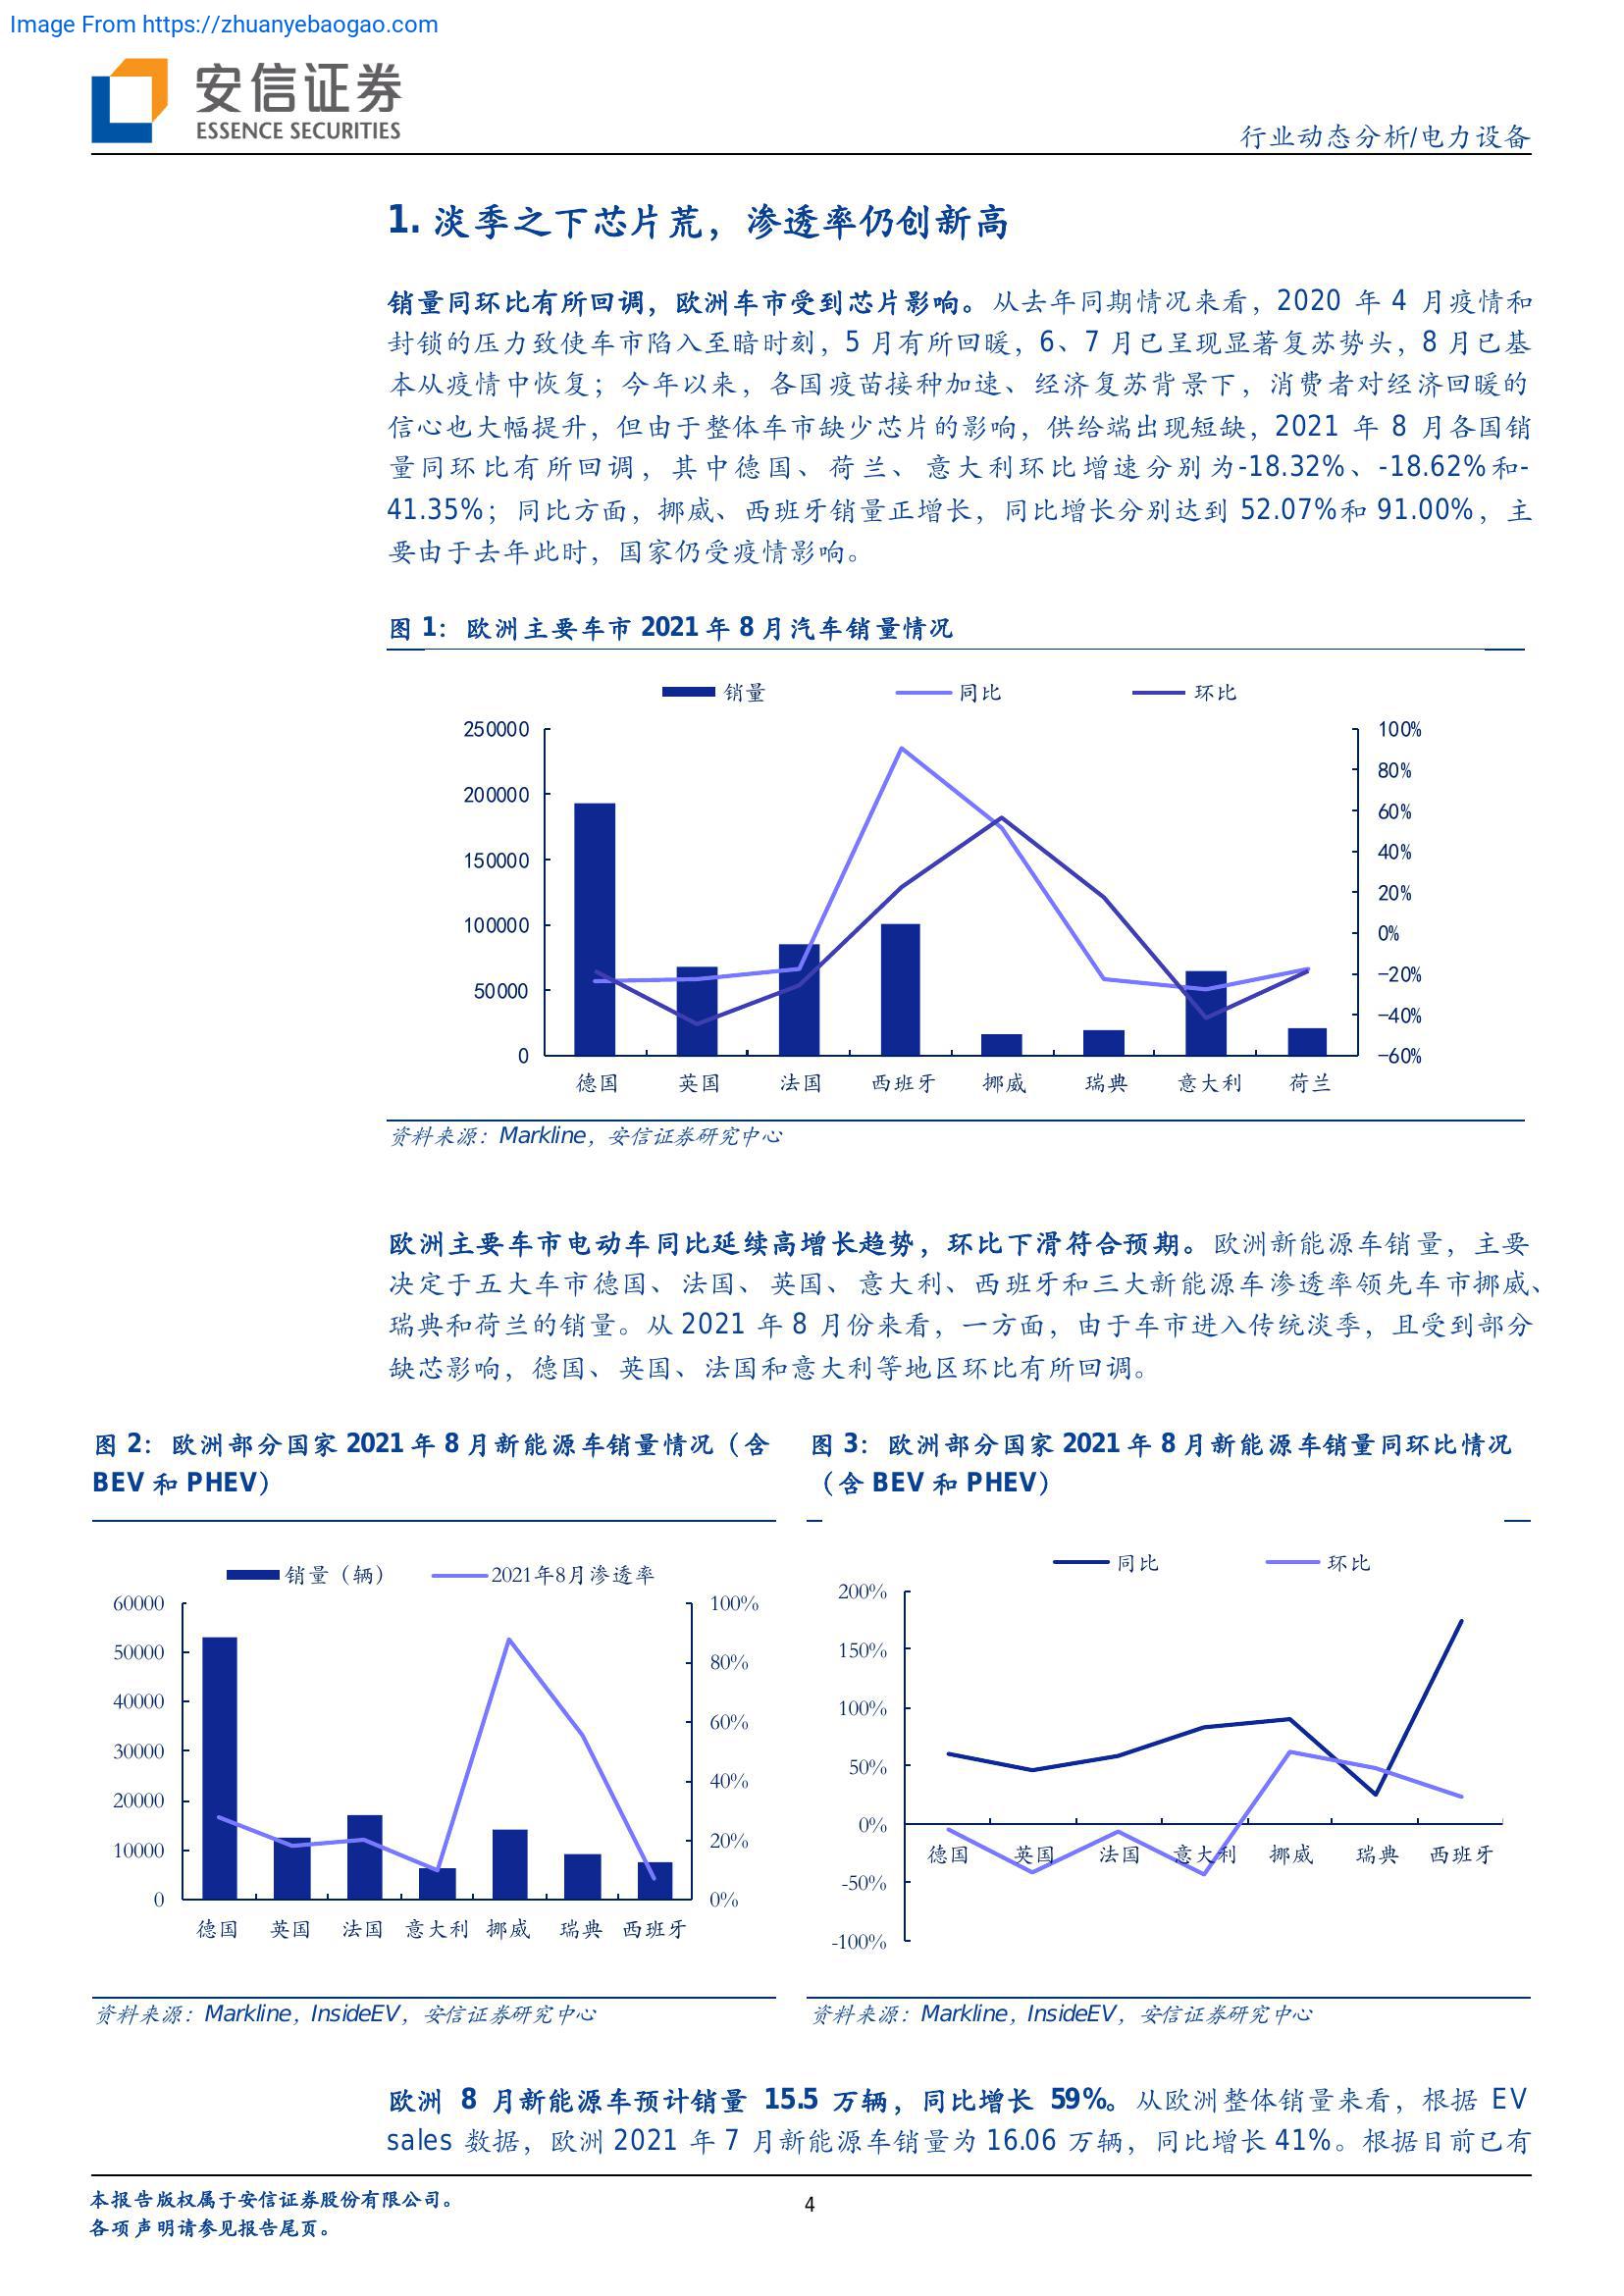 Image From https://zhuanyebaogao.com
安信证券
ESSENCE SECURITIES
行业动态分析/电力设备
1. 淡季之下芯片荒，渗透率仍创新高
销量同环比有所回调，欧洲车市受到芯片影响。从去年同期情况来看，2020 年 4 月疫情和
封锁的压力致使车市陷入至暗时刻，5 月有所回暖，6、7 月已呈现显著复苏势头，8 月已基
本从疫情中恢复；今年以来，各国疫苗接种加速、经济复苏背景下，消费者对经济回暖的
信心也大幅提升，但由于整体车市缺少芯片的影响，供给端出现短缺，2021 年 8 月各国销
量同环比有所回调，其中德国、荷兰、意大利环比增速分别为-18.32%、-18.62%和-
41.35%；同比方面，挪威、西班牙销量正增长，同比增长分别达到 52.07%和 91.00%，主
要由于去年此时，国家仍受疫情影响。
图 1：欧洲主要车市 2021 年 8 月汽车销量情况
销量 同比 环比
250000 100%
80%
200000
60%
150000 40%
20%
100000
0%
50000 -20%
-40%
0 -60%
德国 英国 法国 西班牙 挪威 瑞典 意大利 荷兰
资料来源：Markline，安信证券研究中心
欧洲主要车市电动车同比延续高增长趋势，环比下滑符合预期。欧洲新能源车销量，主要
决定于五大车市德国、法国、英国、意大利、西班牙和三大新能源车渗透率领先车市挪威、
瑞典和荷兰的销量。从 2021 年 8 月份来看，一方面，由于车市进入传统淡季，且受到部分
缺芯影响，德国、英国、法国和意大利等地区环比有所回调。
图 2：欧洲部分国家 2021 年 8 月新能源车销量情况（含
BEV 和 PHEV）
销量（辆） 2021年8月渗透率
60000 100%
50000
80%
40000
60%
30000
40%
20000
20%
10000
0 0%
德国 英国 法国 意大利 挪威 瑞典 西班牙
资料来源：Markline，InsideEV，安信证券研究中心
图 3：欧洲部分国家 2021 年 8 月新能源车销量同环比情况
（含 BEV 和 PHEV）
同比 环比
200%
150%
100%
50%
0%
德国 英国 法国 意大利 挪威 瑞典 西班牙
-50%
-100%
资料来源：Markline，InsideEV，安信证券研究中心
欧洲 8 月新能源车预计销量 15.5 万辆，同比增长 59%。从欧洲整体销量来看，根据 EV
sales 数据，欧洲 2021 年 7 月新能源车销量为 16.06 万辆，同比增长 41%。根据目前已有
本报告版权属于安信证券股份有限公司。
各项声明请参见报告尾页。
4